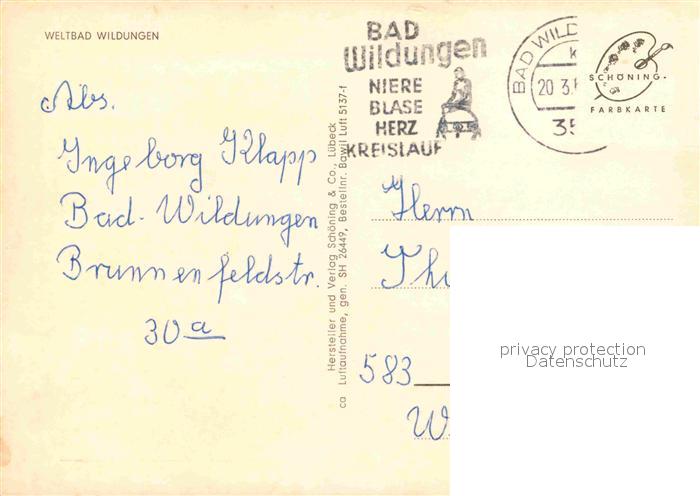 WELTBAD WILDUNGEN
BAD
Wildungen
NIERE
BLASE
HERZ
KREISLAUF
BAD WILD
20 3.
35
SCHÖNING
FARBKARTE
Abs.
Ingeborg Klapp
Bad-Wildungen
Brunnenfeldstr.
30a
Hersteller und Verlag Schöning & Co., Lübeck
ca Luftaufnahme, gen. SH 26449, Bestellnr. Bawil Luft 5137-f
Herrn
583
privacy protection
Datenschutz